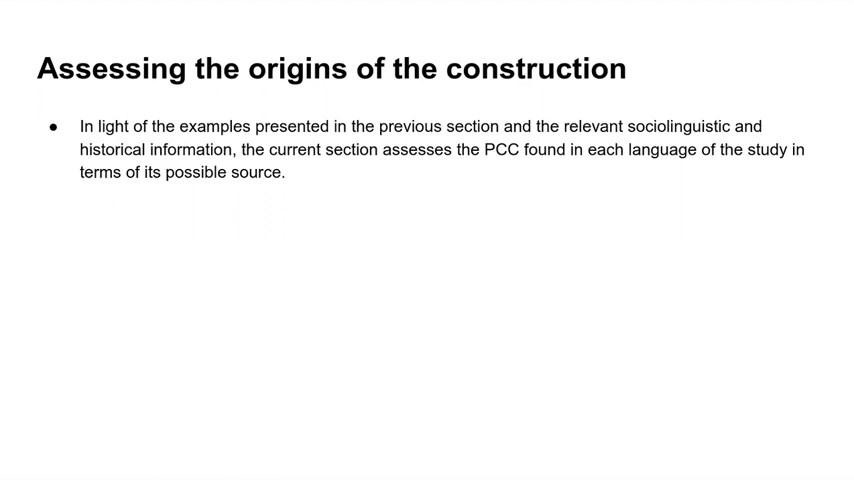 Assessing the origins of the construction
● In light of the examples presented in the previous section and the relevant sociolinguistic and
historical information, the current section assesses the PCC found in each language of the study in
terms of its possible source.